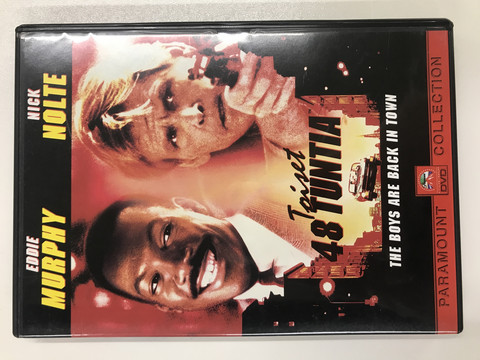 EDDIE
MURPHY
NICK
NOLTE
Toiset
48 TUNTIA
THE BOYS ARE BACK IN TOWN
PARAMOUNT DVD COLLECTION